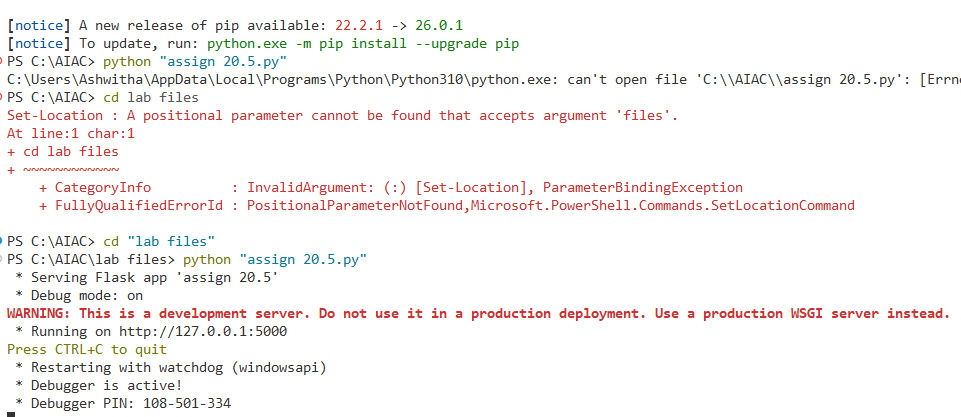 [notice] A new release of pip available: 22.2.1 -> 26.0.1
[notice] To update, run: python.exe -m pip install --upgrade pip
PS C:\AIAC> python "assign 20.5.py"
C:\Users\Ashwitha\AppData\Local\Programs\Python\Python310\python.exe: can't open file 'C:\\AIAC\\assign 20.5.py': [Errn
PS C:\AIAC> cd lab files
Set-Location : A positional parameter cannot be found that accepts argument 'files'.
At line:1 char:1
+ cd lab files
+ ~~~~~~~~~~~~
+ CategoryInfo          : InvalidArgument: (:) [Set-Location], ParameterBindingException
+ FullyQualifiedErrorId : PositionalParameterNotFound,Microsoft.PowerShell.Commands.SetLocationCommand
PS C:\AIAC> cd "lab files"
PS C:\AIAC\lab files> python "assign 20.5.py"
* Serving Flask app 'assign 20.5'
* Debug mode: on
WARNING: This is a development server. Do not use it in a production deployment. Use a production WSGI server instead.
* Running on http://127.0.0.1:5000
Press CTRL+C to quit
* Restarting with watchdog (windowsapi)
* Debugger is active!
* Debugger PIN: 108-501-334